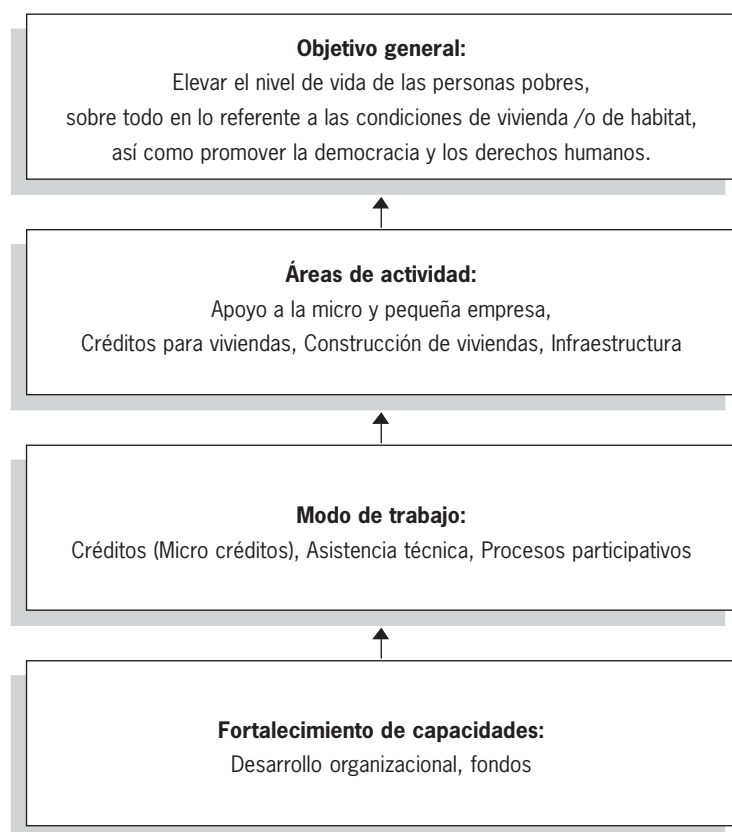 Objetivo general:
Elevar el nivel de vida de las personas pobres,
sobre todo en lo referente a las condiciones de vivienda /o de habitat,
así como promover la democracia y los derechos humanos.
Áreas de actividad:
Apoyo a la micro y pequeña empresa,
Créditos para viviendas, Construcción de viviendas, Infraestructura
Modo de trabajo:
Créditos (Micro créditos), Asistencia técnica, Procesos participativos
Fortalecimiento de capacidades:
Desarrollo organizacional, fondos